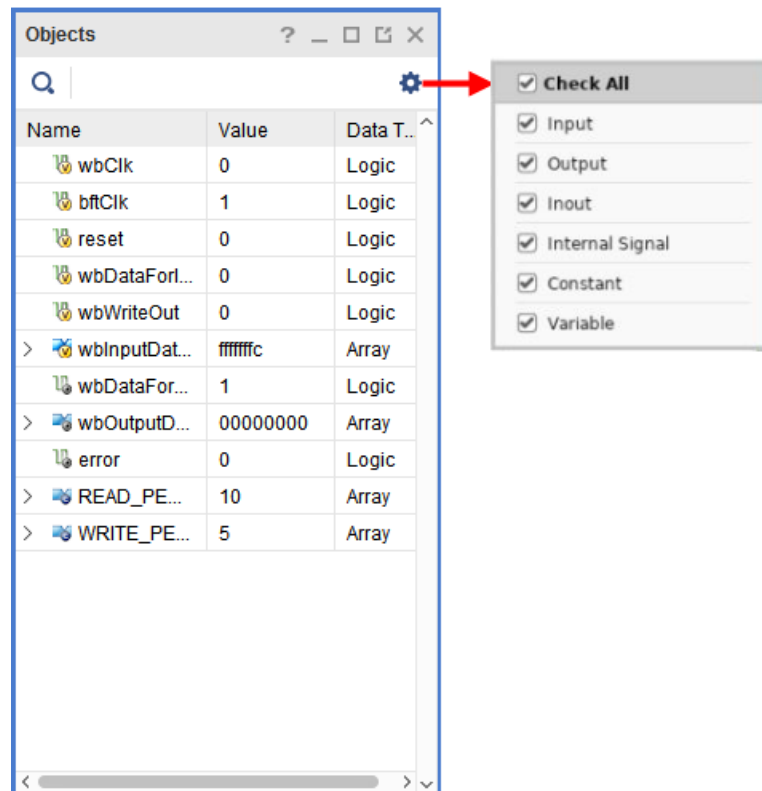 Objects ?
Check All
Name Value Data T...
Input
wbClk 0 Logic
Output
bftClk 1 Logic
Inout
reset 0 Logic
Internal Signal
wbDataForI... 0 Logic
Constant
wbWriteOut 0 Logic
Variable
wbInputDat... fffffffc Array
wbDataFor... 1 Logic
wbOutputD... 00000000 Array
error 0 Logic
READ_PE... 10 Array
WRITE_PE... 5 Array